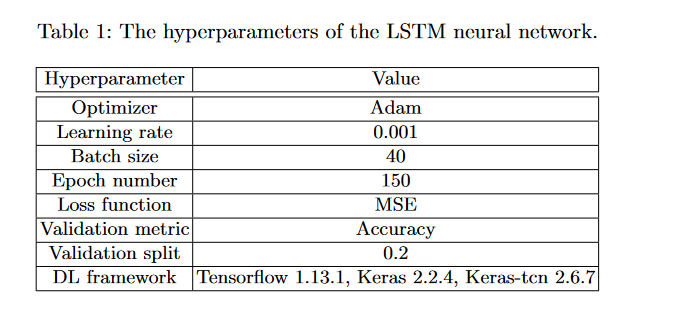 Table 1: The hyperparameters of the LSTM neural network.
Hyperparameter Value
Optimizer Adam
Learning rate 0.001
Batch size 40
Epoch number 150
Loss function MSE
Validation metric Accuracy
Validation split 0.2
DL framework Tensorflow 1.13.1, Keras 2.2.4, Keras-tcn 2.6.7